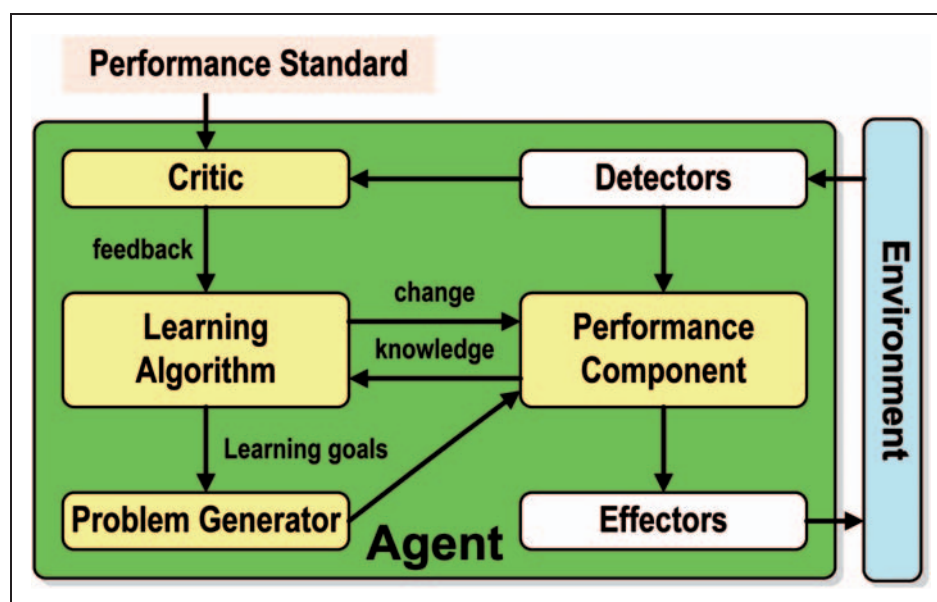 Performance Standard
Critic
Detectors
feedback
Learning
Algorithm
change
knowledge
Performance
Component
Learning goals
Problem Generator
Effectors
Agent
Environment